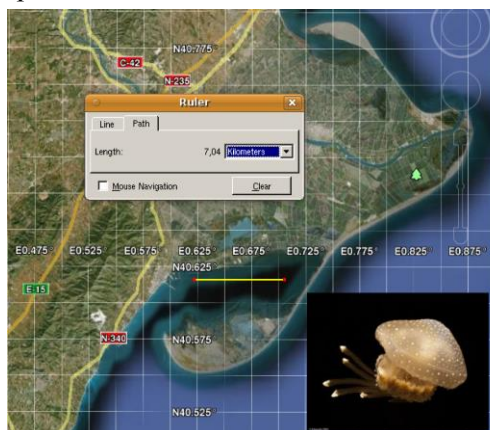 N40.775°
C-42
N-235
Ruler
Line Path
Length: 7,04 Kilometers
Mouse Navigation Clear
E0.475° E0.525° E0.575° E0.625° E0.675° E0.725° E0.775° E0.825° E0.875°
N40.625
E-15
N-340
N40.575
N40.525°